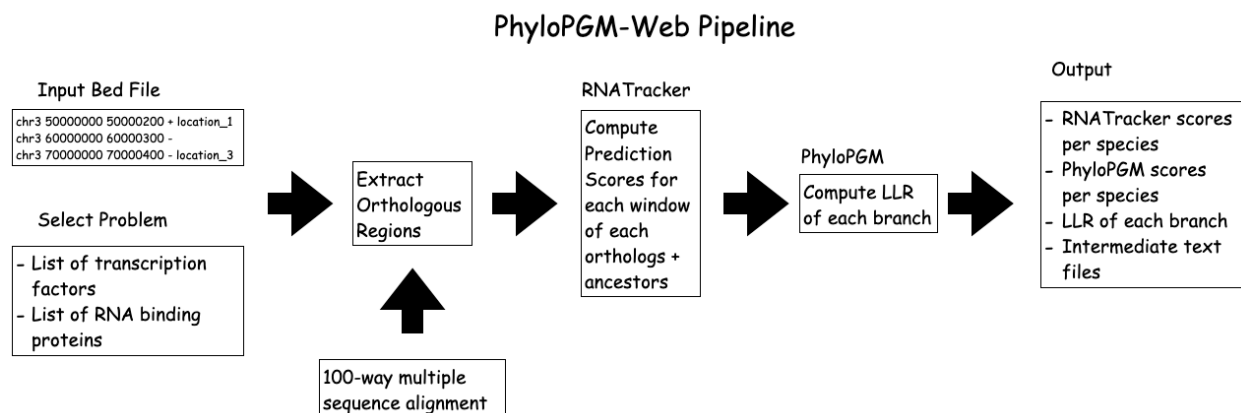 PhyloPGM-Web Pipeline
Input Bed File
chr3 50000000 50000200 + location_1
chr3 60000000 60000300 -
chr3 70000000 70000400 - location_3
Select Problem
- List of transcription
factors
- List of RNA binding
proteins
Extract
Orthologous
Regions
100-way multiple
sequence alignment
RNATracker
Compute
Prediction
Scores for
each window
of each
orthologs +
ancestors
PhyloPGM
Compute LLR
of each branch
Output
- RNATracker scores
per species
- PhyloPGM scores
per species
- LLR of each branch
- Intermediate text
files